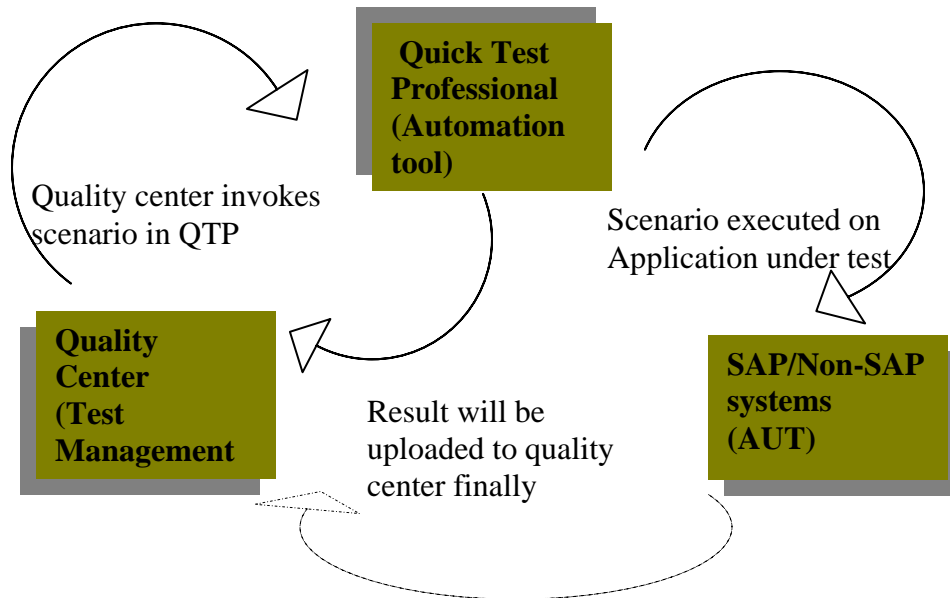 Quick Test
Professional
(Automation
tool)
Quality center invokes
scenario in QTP
Scenario executed on
Application under test
Quality
Center
(Test
Management
SAP/Non-SAP
systems
(AUT)
Result will be
uploaded to quality
center finally